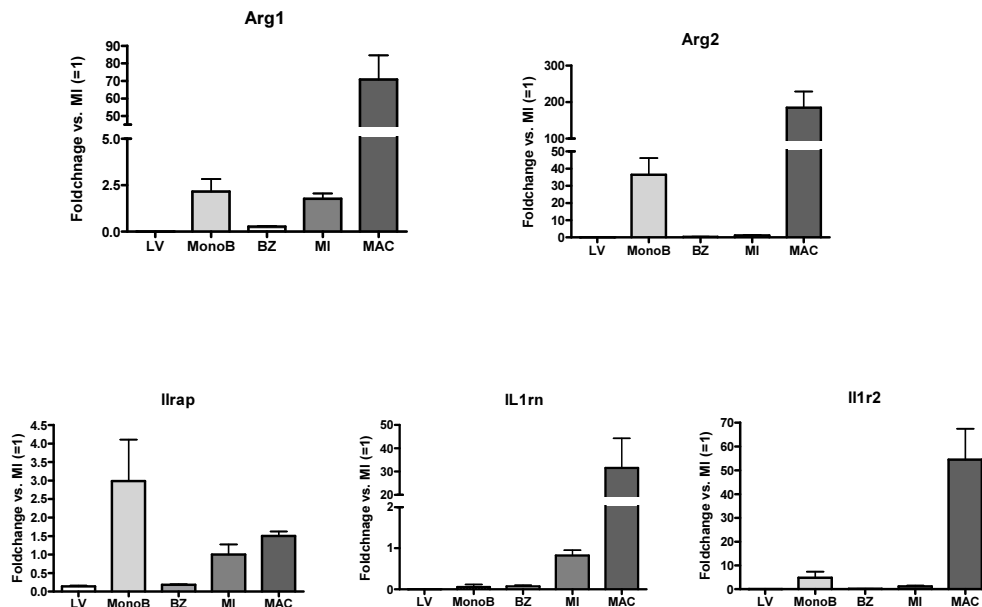 Arg1
Foldchnage vs. MI (=1)
90
80
70
60
50
5.0
2.5
0.0
LV MonoB BZ MI MAC
Arg2
Foldchange vs. MI (=1)
300
200
100
50
40
30
20
10
0
LV MonoB BZ MI MAC
Ilrap
Foldchange vs. MI (=1)
4.5
4.0
3.5
3.0
2.5
2.0
1.5
1.0
0.5
0.0
LV MonoB BZ MI MAC
IL1rn
Foldchnage vs. MI (=1)
50
40
30
20
2
1
0
LV MonoB BZ MI MAC
Il1r2
Foldchange vs. MI (=1)
70
60
50
40
30
20
10
0
LV MonoB BZ MI MAC